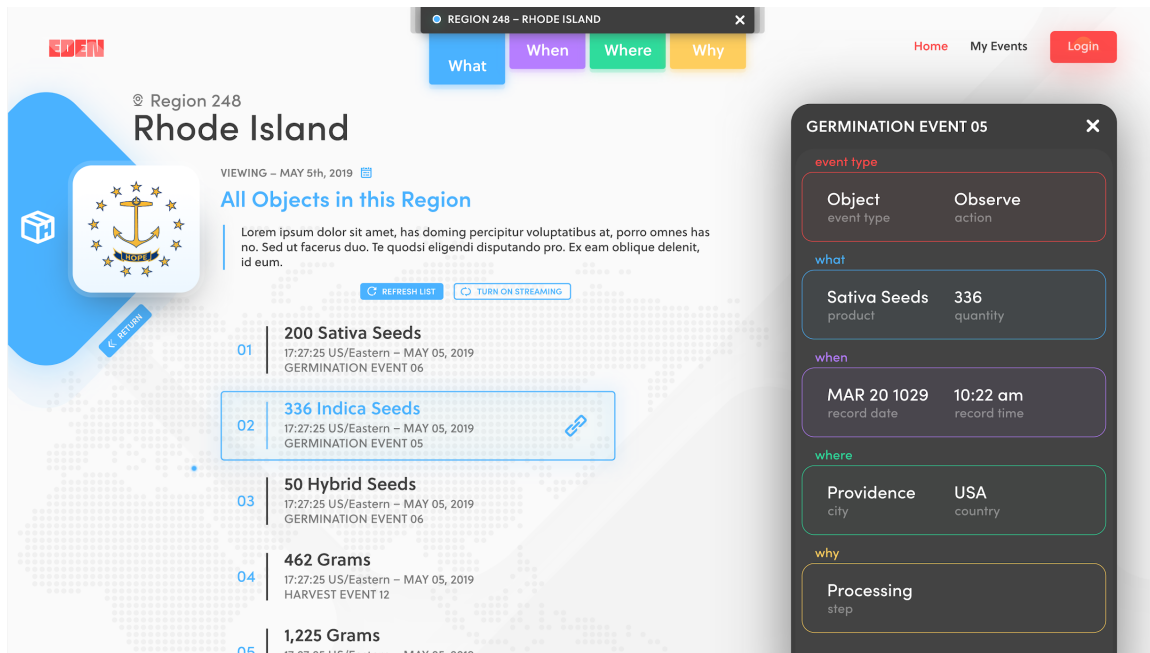 REGION 248 – RHODE ISLAND
EDEN
What
When
Where
Why
Home
My Events
Login
Region 248
Rhode Island
VIEWING – MAY 5th, 2019
All Objects in this Region
Lorem ipsum dolor sit amet, has doming percipitur voluptatibus at, porro omnes has
no. Sed ut facerus duo. Te quodsi eligendi disputando pro. Ex eam oblique delenit,
id eum.
HOPE
REFRESH LIST
TURN ON STREAMING
RETURN
01
200 Sativa Seeds
17:27:25 US/Eastern – MAY 05, 2019
GERMINATION EVENT 06
02
336 Indica Seeds
17:27:25 US/Eastern – MAY 05, 2019
GERMINATION EVENT 05
03
50 Hybrid Seeds
17:27:25 US/Eastern – MAY 05, 2019
GERMINATION EVENT 06
04
462 Grams
17:27:25 US/Eastern – MAY 05, 2019
HARVEST EVENT 12
05
1,225 Grams
GERMINATION EVENT 05
event type
Object
Observe
event type
action
what
Sativa Seeds
336
product
quantity
when
MAR 20 1029
10:22 am
record date
record time
where
Providence
USA
city
country
why
Processing
step